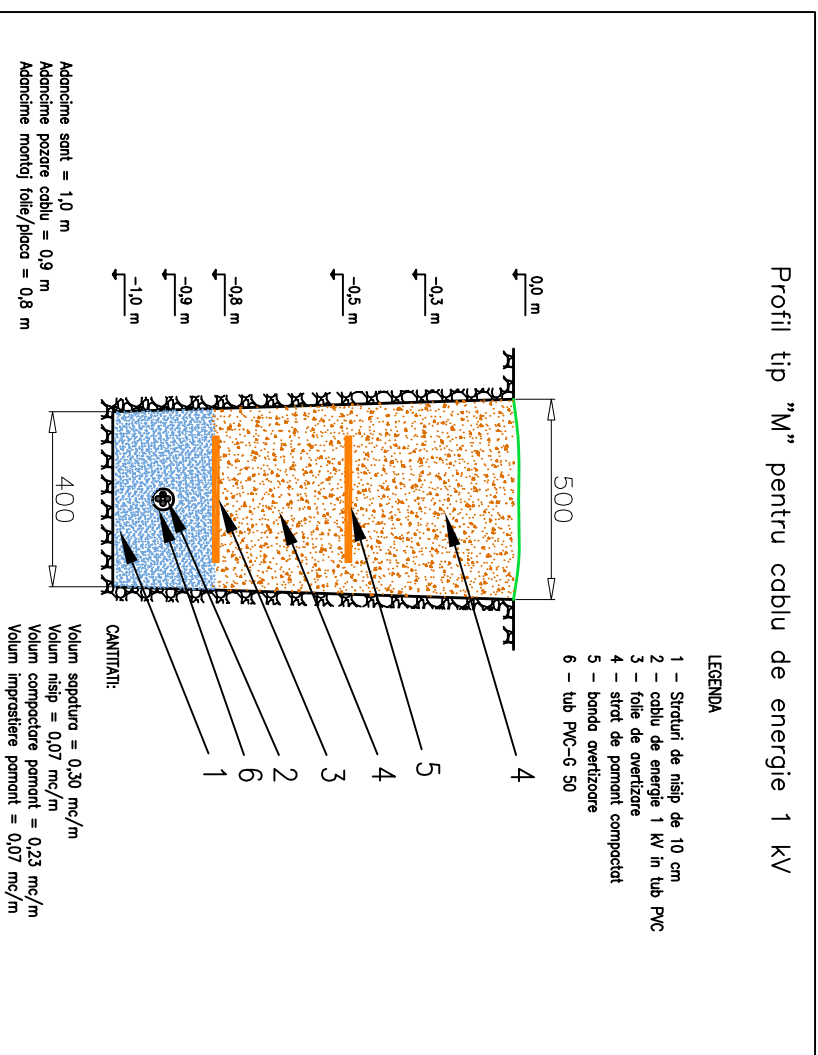 Profil tip ”M” pentru cablu de energie 1 kV
LEGENDA
1 – Straturi de nisip de 10 cm
2 – cablu de energie 1 kV in tub PVC
3 – folie de avertizare
4 – strat de pamant compactat
5 – banda avertizoare
6 – tub PVC-G 50
0,0 m
-0,3 m
-0,5 m
-0,8 m
-0,9 m
-1,0 m
500
400
4
5
4
3
2
6
1
Adancime sant = 1,0 m
Adancime pozare cablu = 0,9 m
Adancime montaj folie/placa = 0,8 m
CANTITATI:
Volum sapatura = 0,30 mc/m
Volum nisip = 0,07 mc/m
Volum compactare pamant = 0,23 mc/m
Volum imprastiere pamant = 0,07 mc/m